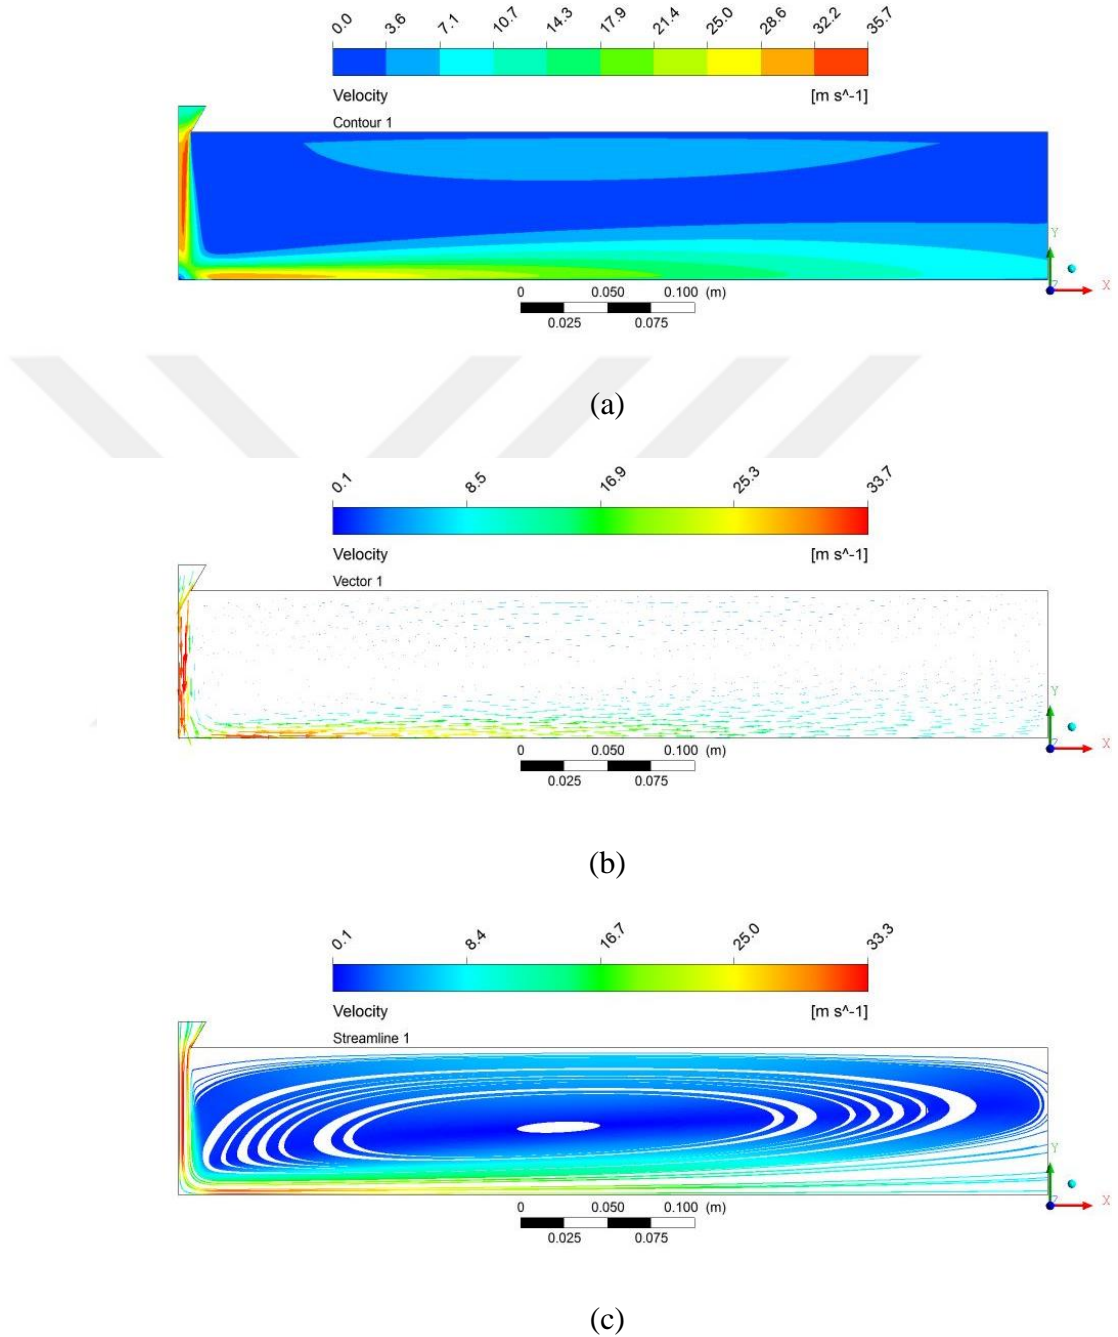 0.0 3.6 7.1 10.7 14.3 17.9 21.4 25.0 28.6 32.2 35.7
Velocity [m s^-1]
Contour 1
Y
Z X
0 0.050 0.100 (m)
0.025 0.075
(a)
0.1 8.5 16.9 25.3 33.7
Velocity [m s^-1]
Vector 1
Y
Z X
0 0.050 0.100 (m)
0.025 0.075
(b)
0.1 8.4 16.7 25.0 33.3
Velocity [m s^-1]
Streamline 1
Y
Z X
0 0.050 0.100 (m)
0.025 0.075
(c)